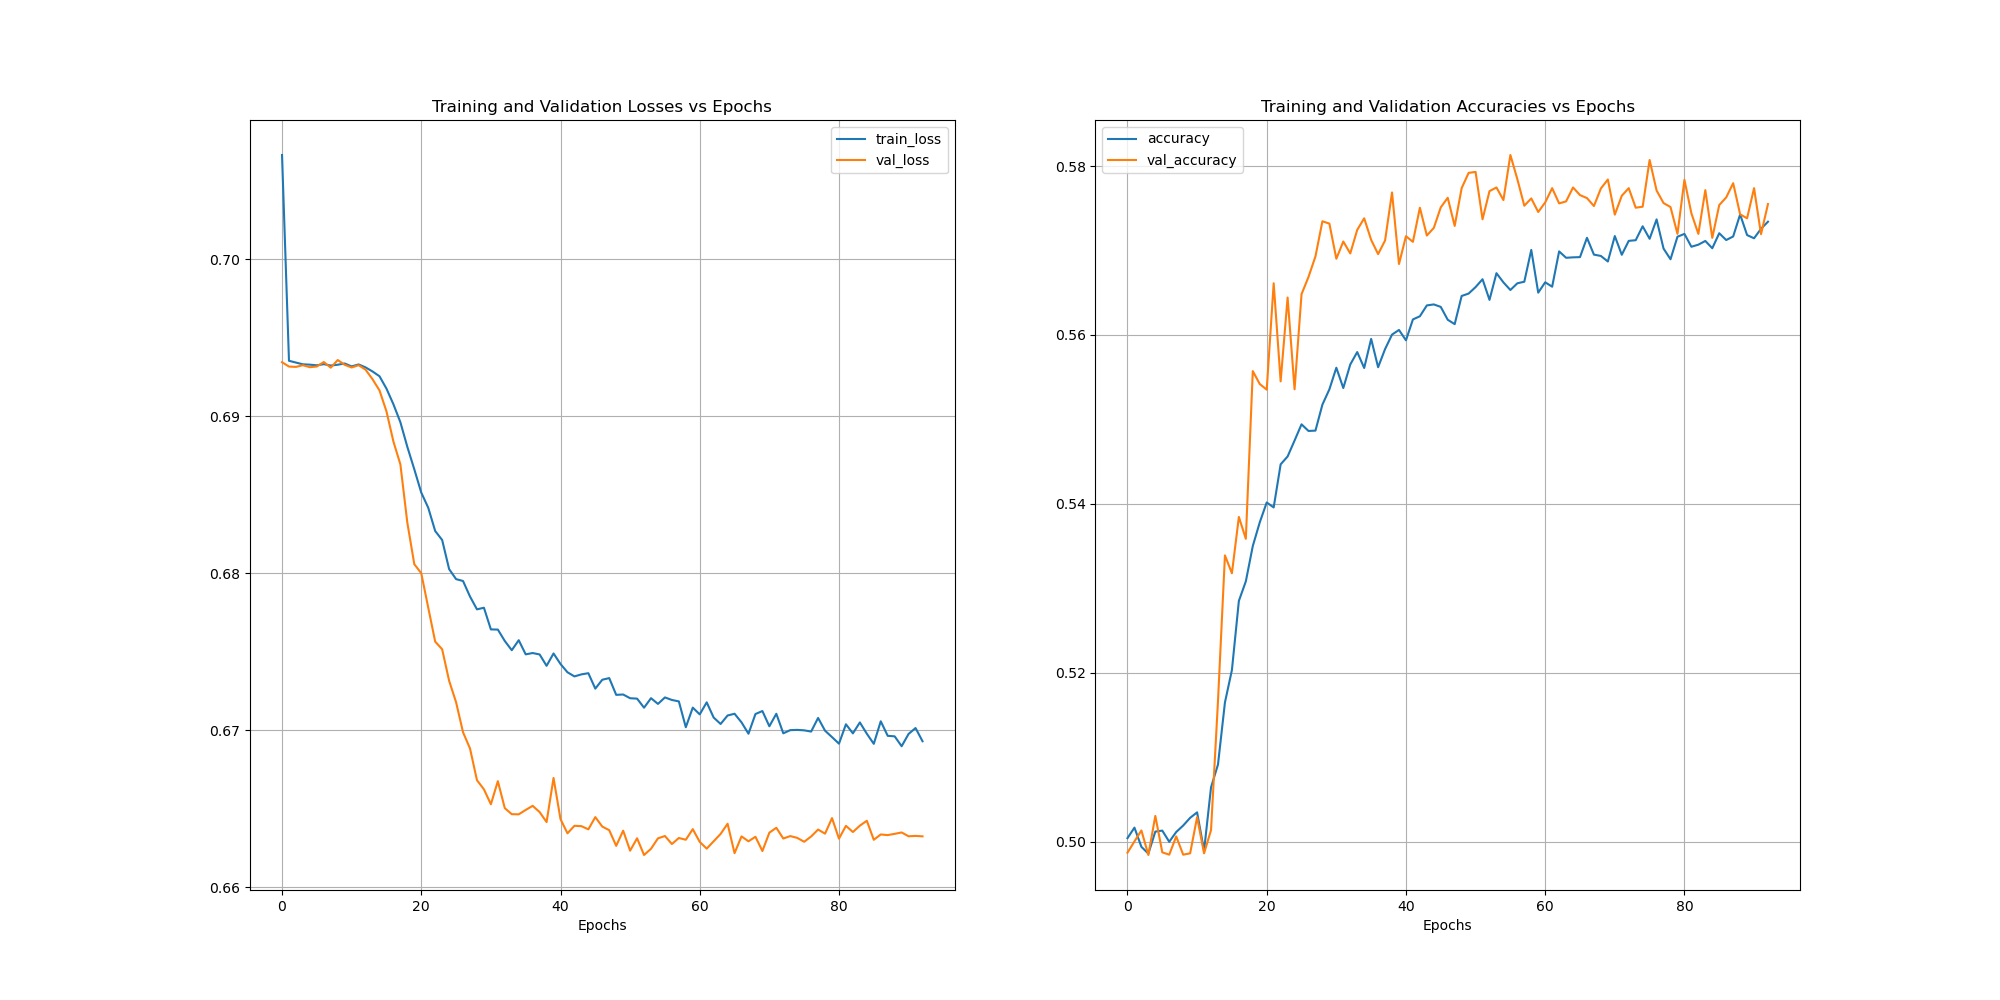 Training and Validation Losses vs Epochs
train_loss
val_loss
0.70
0.69
0.68
0.67
0.66
0 20 40 60 80
Epochs
Training and Validation Accuracies vs Epochs
accuracy
val_accuracy
0.58
0.56
0.54
0.52
0.50
0 20 40 60 80
Epochs